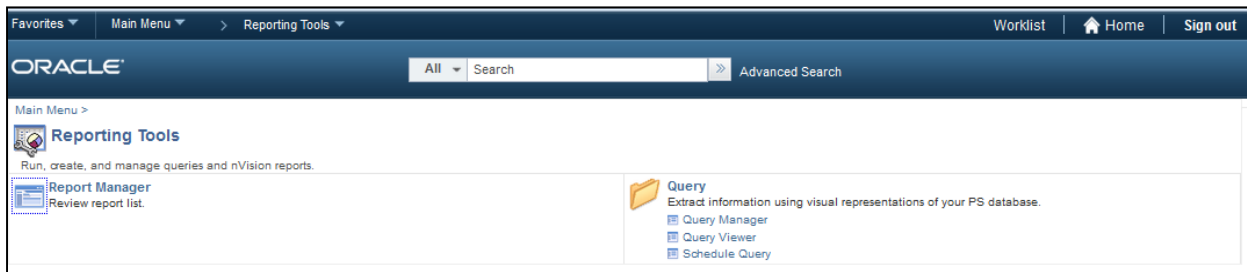 Favorites Main Menu > Reporting Tools Worklist Home Sign out
ORACLE All Search » Advanced Search
Main Menu >
Reporting Tools
Run, create, and manage queries and nVision reports.
Report Manager
Review report list.
Query
Extract information using visual representations of your PS database.
Query Manager
Query Viewer
Schedule Query